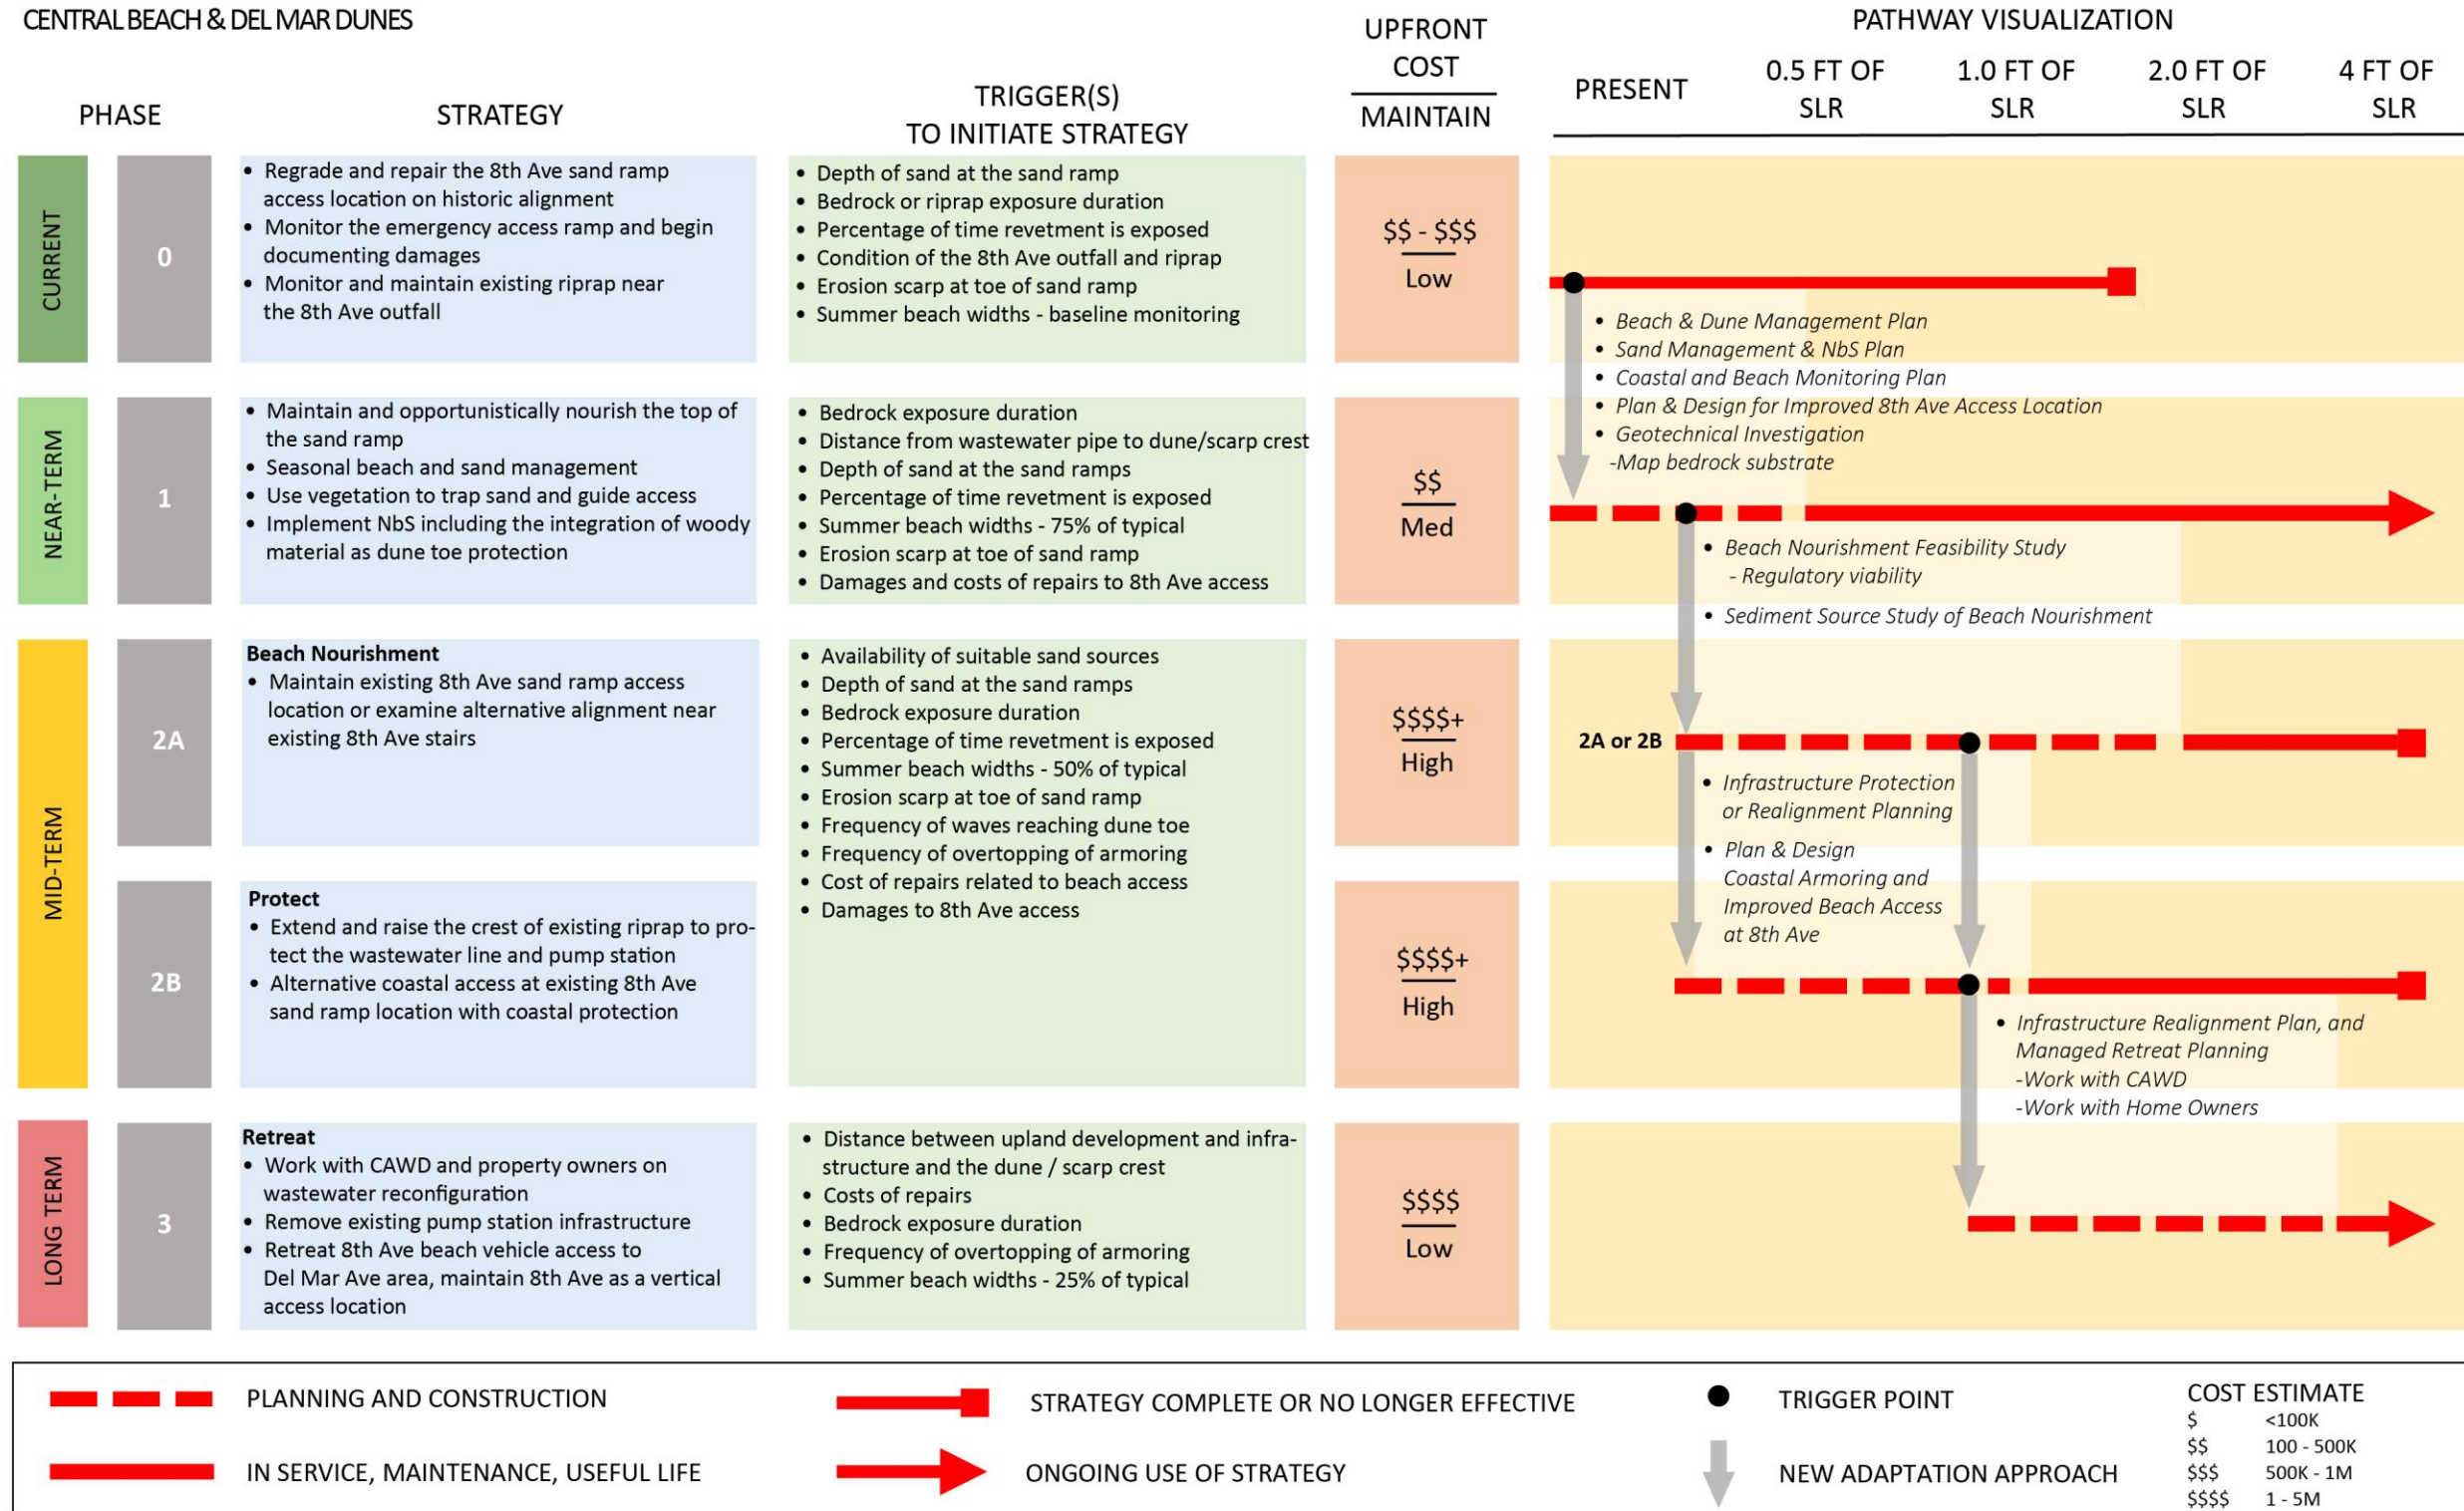 CENTRAL BEACH & DEL MAR DUNES
PHASE
STRATEGY
TRIGGER(S)
TO INITIATE STRATEGY
UPFRONT
COST
MAINTAIN
PATHWAY VISUALIZATION
PRESENT
0.5 FT OF
SLR
1.0 FT OF
SLR
2.0 FT OF
SLR
4 FT OF
SLR
CURRENT
0
• Regrade and repair the 8th Ave sand ramp
access location on historic alignment
• Monitor the emergency access ramp and begin
documenting damages
• Monitor and maintain existing riprap near
the 8th Ave outfall
• Depth of sand at the sand ramp
• Bedrock or riprap exposure duration
• Percentage of time revetment is exposed
• Condition of the 8th Ave outfall and riprap
• Erosion scarp at toe of sand ramp
• Summer beach widths - baseline monitoring
$$ - $$$
Low
• Beach & Dune Management Plan
• Sand Management & NbS Plan
• Coastal and Beach Monitoring Plan
• Plan & Design for Improved 8th Ave Access Location
• Geotechnical Investigation
-Map bedrock substrate
NEAR-TERM
1
• Maintain and opportunistically nourish the top of
the sand ramp
• Seasonal beach and sand management
• Use vegetation to trap sand and guide access
• Implement NbS including the integration of woody
material as dune toe protection
• Bedrock exposure duration
• Distance from wastewater pipe to dune/scarp crest
• Depth of sand at the sand ramps
• Percentage of time revetment is exposed
• Summer beach widths - 75% of typical
• Erosion scarp at toe of sand ramp
• Damages and costs of repairs to 8th Ave access
$$
Med
• Beach Nourishment Feasibility Study
- Regulatory viability
• Sediment Source Study of Beach Nourishment
MID-TERM
2A
Beach Nourishment
• Maintain existing 8th Ave sand ramp access
location or examine alternative alignment near
existing 8th Ave stairs
• Availability of suitable sand sources
• Depth of sand at the sand ramps
• Bedrock exposure duration
• Percentage of time revetment is exposed
• Summer beach widths - 50% of typical
• Erosion scarp at toe of sand ramp
• Frequency of waves reaching dune toe
• Frequency of overtopping of armoring
• Cost of repairs related to beach access
• Damages to 8th Ave access
$$$$+
High
2A or 2B
• Infrastructure Protection
or Realignment Planning
• Plan & Design
Coastal Armoring and
Improved Beach Access
at 8th Ave
2B
Protect
• Extend and raise the crest of existing riprap to pro-
tect the wastewater line and pump station
• Alternative coastal access at existing 8th Ave
sand ramp location with coastal protection
$$$$+
High
• Infrastructure Realignment Plan, and
Managed Retreat Planning
-Work with CAWD
-Work with Home Owners
LONG TERM
3
Retreat
• Work with CAWD and property owners on
wastewater reconfiguration
• Remove existing pump station infrastructure
• Retreat 8th Ave beach vehicle access to
Del Mar Ave area, maintain 8th Ave as a vertical
access location
• Distance between upland development and infra-
structure and the dune / scarp crest
• Costs of repairs
• Bedrock exposure duration
• Frequency of overtopping of armoring
• Summer beach widths - 25% of typical
$$$$
Low
PLANNING AND CONSTRUCTION
IN SERVICE, MAINTENANCE, USEFUL LIFE
STRATEGY COMPLETE OR NO LONGER EFFECTIVE
ONGOING USE OF STRATEGY
TRIGGER POINT
NEW ADAPTATION APPROACH
COST ESTIMATE
$ <100K
$$ 100 - 500K
$$$ 500K - 1M
$$$$ 1 - 5M